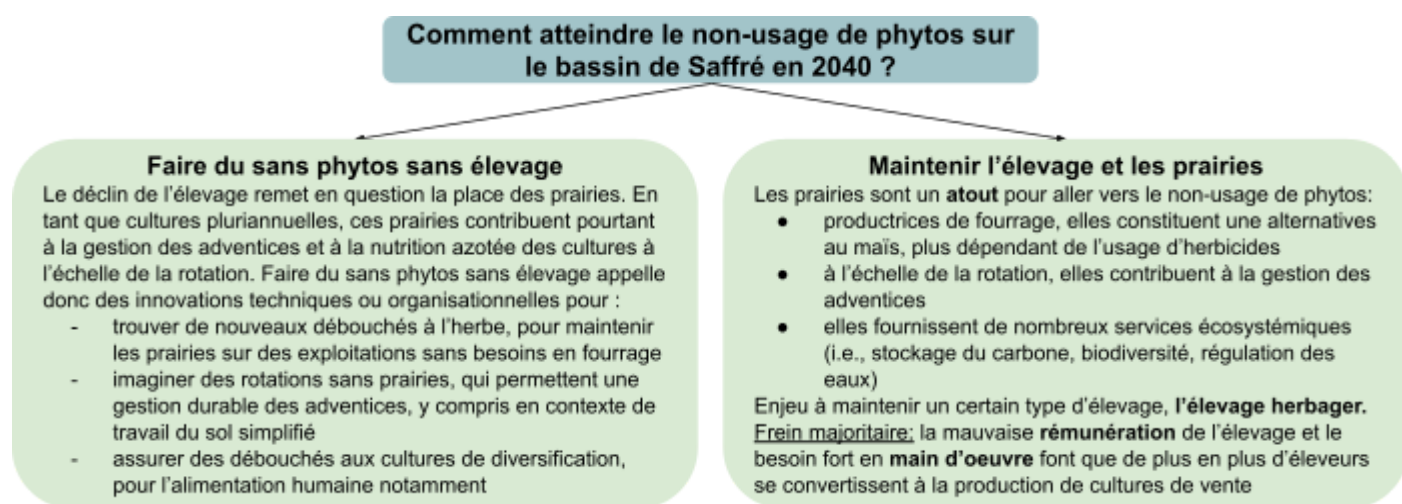 Comment atteindre le non-usage de phytos sur
le bassin de Saffré en 2040 ?
Faire du sans phytos sans élevage
Le déclin de l'élevage remet en question la place des prairies. En
tant que cultures pluriannuelles, ces prairies contribuent pourtant
à la gestion des adventices et à la nutrition azotée des cultures à
l'échelle de la rotation. Faire du sans phytos sans élevage appelle
donc des innovations techniques ou organisationnelles pour :
- trouver de nouveaux débouchés à l'herbe, pour maintenir
les prairies sur des exploitations sans besoins en fourrage
- imaginer des rotations sans prairies, qui permettent une
gestion durable des adventices, y compris en contexte de
travail du sol simplifié
- assurer des débouchés aux cultures de diversification,
pour l'alimentation humaine notamment
Maintenir l'élevage et les prairies
Les prairies sont un atout pour aller vers le non-usage de phytos:
● productrices de fourrage, elles constituent une alternatives
au maïs, plus dépendant de l'usage d'herbicides
● à l'échelle de la rotation, elles contribuent à la gestion des
adventices
● elles fournissent de nombreux services écosystémiques
(i.e., stockage du carbone, biodiversité, régulation des
eaux)
Enjeu à maintenir un certain type d'élevage, l'élevage herbager.
Frein majoritaire: la mauvaise rémunération de l'élevage et le
besoin fort en main d'oeuvre font que de plus en plus d'éleveurs
se convertissent à la production de cultures de vente